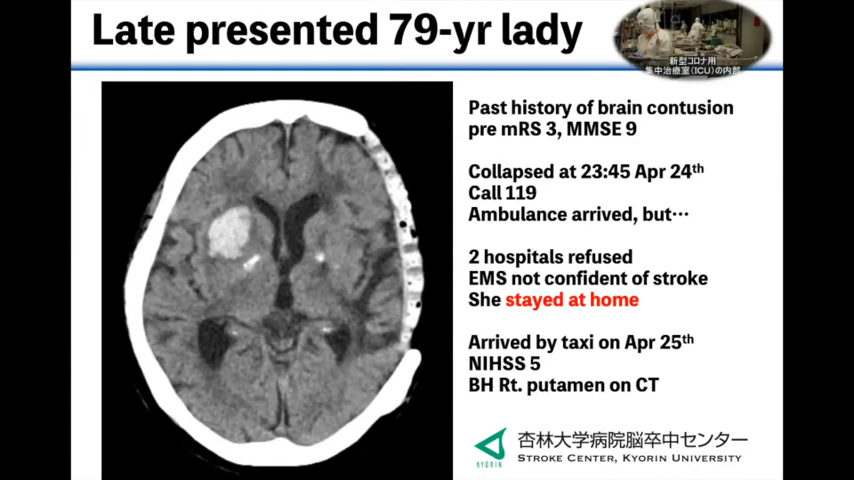 Late presented 79-yr lady
新型コロナ用
集中治療室(ICU)の内部
Past history of brain contusion
pre mRS 3, MMSE 9
Collapsed at 23:45 Apr 24th
Call 119
Ambulance arrived, but…
2 hospitals refused
EMS not confident of stroke
She stayed at home
Arrived by taxi on Apr 25th
NIHSS 5
BH Rt. putamen on CT
KYORIN
杏林大学病院脳卒中センター
STROKE CENTER, KYORIN UNIVERSITY